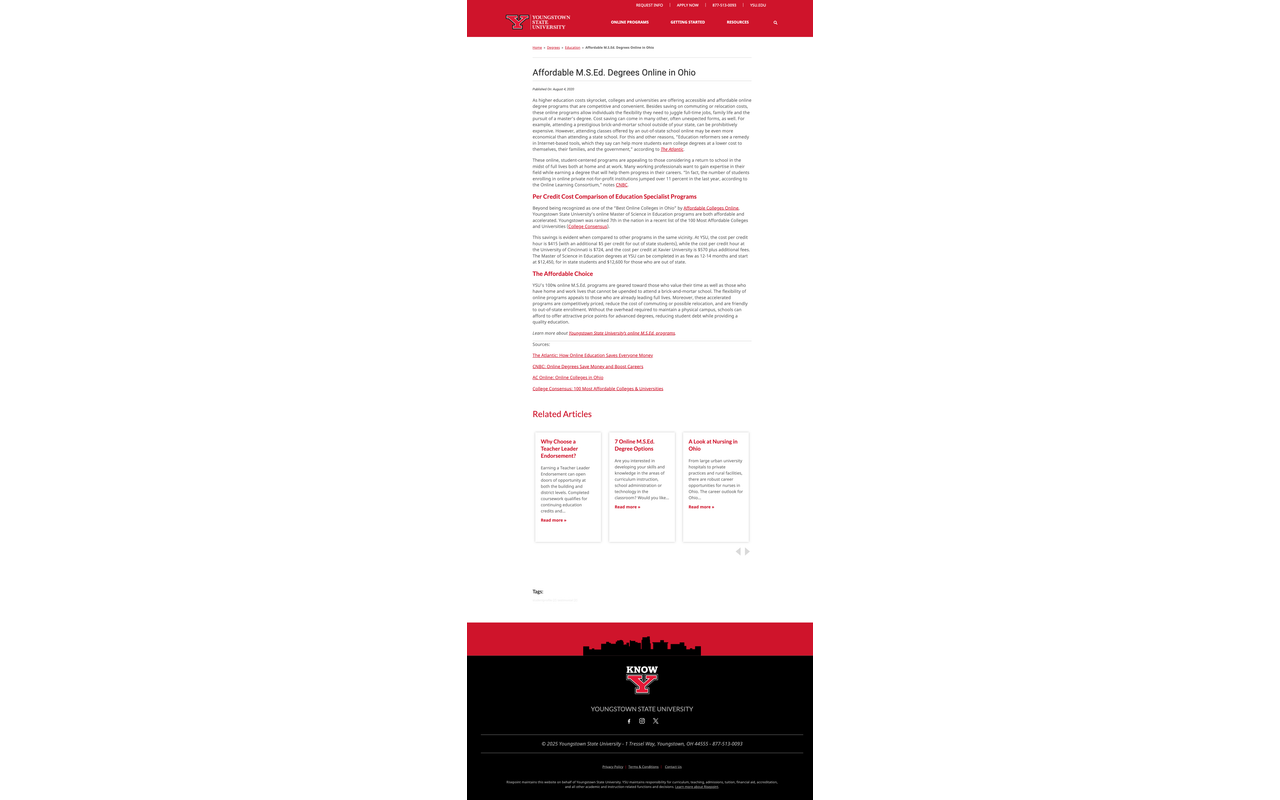 REQUEST INFO | APPLY NOW | 877-513-0093 | YSU.EDU
YOUNGSTOWN
STATE
UNIVERSITY
ONLINE PROGRAMS GETTING STARTED RESOURCES
Home » Degrees » Education » Affordable M.S.Ed. Degrees Online in Ohio
Affordable M.S.Ed. Degrees Online in Ohio
As higher education costs skyrocket, colleges and universities are offering accessible and affordable online
degree programs that are competitive and convenient. Besides saving on commuting or relocation costs,
these online programs allow individuals the flexibility they need to juggle full-time jobs, family life and the
pursuit of a master's degree. Cost saving can come in many other, often unexpected forms, as well. For
example, attending a prestigious brick-and-mortar school outside of your state, can be prohibitively
expensive. However, attending classes offered by an out-of-state school online may be even more
economical than attending a state school. For this and other reasons, "Education reformers see a remedy
in Internet-based tools, which they say can help more students earn college degrees at a lower cost to
themselves, their families, and the government," according to The Atlantic.
These online, student-centered programs are appealing to those considering a return to school in the
midst of full lives both at home and at work. Many working professionals want to gain expertise in their
field while earning a degree that will help them progress in their careers. "In fact, the number of students
enrolling in online private not-for-profit institutions jumped over 11 percent in the last year, according to
the Online Learning Consortium," notes CNBC.
Per Credit Cost Comparison of Education Specialist Programs
Beyond being recognized as one of the "Best Online Colleges in Ohio" by Affordable Colleges Online,
Youngstown State University's online Master of Science in Education programs are both affordable and
accelerated. Youngstown was ranked 7th in the nation in a recent list of the 100 Most Affordable Colleges
and Universities (College Consensus).
This savings is evident when compared to other programs in the same vicinity. At YSU, the cost per credit
hour is $415 (with an additional $5 per credit for out of state students), while the cost per credit hour at
the University of Cincinnati is $724, and the cost per credit at Xavier University is $570 plus additional fees.
The Master of Science in Education degrees at YSU can be completed in as few as 12-14 months and start
at $12,450, for in state students and $12,600 for those who are out of state.
The Affordable Choice
YSU's 100% online M.S.Ed. programs are geared toward those who value their time as well as those who
have home and work lives that cannot be upended to attend a brick-and-mortar school. The flexibility of
online programs appeals to those who are already leading full lives. Moreover, these accelerated
programs are competitively priced, reduce the cost of commuting or possible relocation, and are friendly
to out-of-state enrollment. Without the overhead required to maintain a physical campus, schools can
afford to offer attractive price points for advanced degrees, reducing student debt while providing a
quality education.
Learn more about Youngstown State University's online M.S.Ed. programs.
Sources:
The Atlantic: How Online Education Saves Everyone Money
CNBC: Online Degrees Save Money and Boost Careers
AC Online: Online Colleges in Ohio
College Consensus: 100 Most Affordable Colleges & Universities
Related Articles
Why Choose a
Teacher Leader
Endorsement?
Earning a Teacher Leader
Endorsement can open
doors of opportunity at
both the building and
district levels. Completed
coursework qualifies for
continuing education
credits and...
Read more »
7 Online M.S.Ed.
Degree Options
Are you interested in
developing your skills and
knowledge in the areas of
curriculum instruction,
school administration or
technology in the
classroom? Would you like...
Read more »
A Look at Nursing in
Ohio
From large urban university
hospitals to private
practices and rural facilities,
there are robust career
opportunities for nurses in
Ohio. The career outlook for
Ohio...
Read more »
Tags:
KNOW
Y
YOUNGSTOWN STATE UNIVERSITY
© 2025 Youngstown State University - 1 Tressel Way, Youngstown, OH 44555 - 877-513-0093
Privacy Policy | Terms & Conditions | Contact Us
Risepoint maintains this website on behalf of Youngstown State University. YSU maintains responsibility for curriculum, teaching, admissions, tuition, financial aid, accreditation,
and all other academic and instruction-related functions and decisions. Learn more about Risepoint.